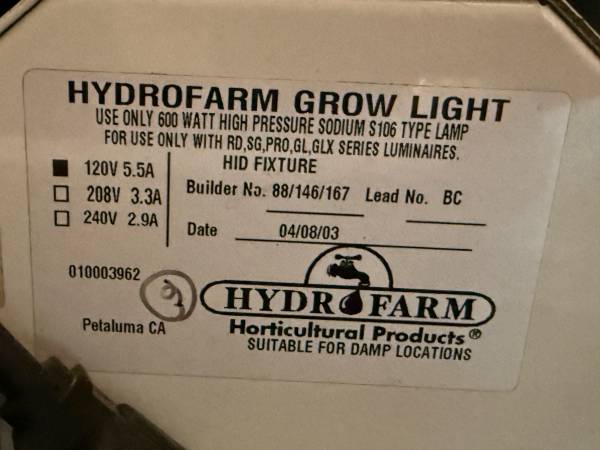 HYDROFARM GROW LIGHT
USE ONLY 600 WATT HIGH PRESSURE SODIUM S106 TYPE LAMP
FOR USE ONLY WITH RD,SG,PRO,GL,GLX SERIES LUMINAIRES.
HID FIXTURE
120V 5.5A
208V 3.3A
240V 2.9A
Builder No. 88/146/167 Lead No. BC
Date 04/08/03
010003962
Petaluma CA
HYDROFARM
Horticultural Products®
SUITABLE FOR DAMP LOCATIONS